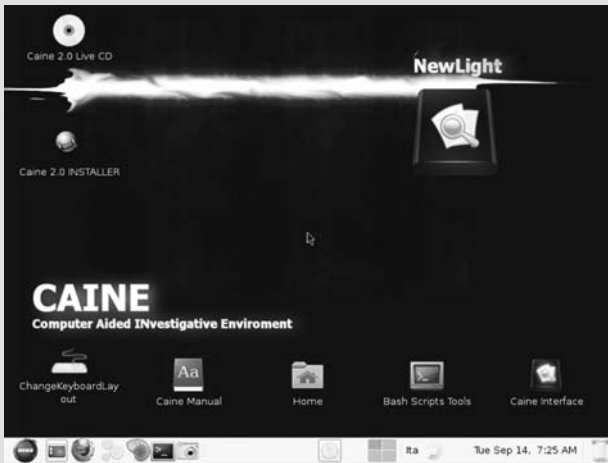 Caine 2.0 Live CD
NewLight
Caine 2.0 INSTALLER
CAINE
Computer Aided INvestigative Enviroment
ChangeKeyboardLay
out
Aa
Caine Manual
Home
Bash Scripts Tools
Caine Interface
Ita
Tue Sep 14, 7:25 AM